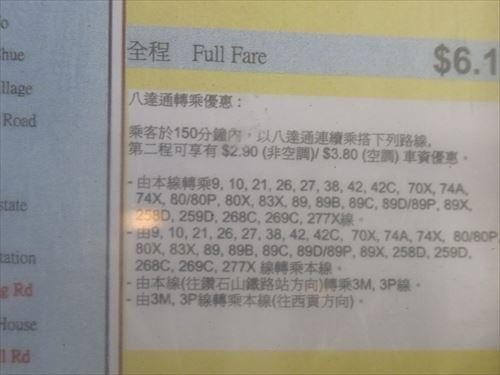 o
hue
llage
Road
state
tation
g Rd
House
ll Rd
全程 Full Fare $6.1
八達通轉乘優惠：
乘客於150分鐘內，以八達通連續乘搭下列路線，
第二程可享有 $2.90 (非空調)/ $3.80 (空調) 車資優惠。
- 由本線轉乘9, 10, 21, 26, 27, 38, 42, 42C, 70X, 74A,
74X, 80/80P, 80X, 83X, 89, 89B, 89C, 89D/89P, 89X,
258D, 259D, 268C, 269C, 277X線。
- 由9, 10, 21, 26, 27, 38, 42, 42C, 70X, 74A, 74X, 80/80P,
80X, 83X, 89, 89B, 89C, 89D/89P, 89X, 258D, 259D,
268C, 269C, 277X 線轉乘本線。
- 由本線(往鑽石山鐵路站方向)轉乘3M, 3P線。
- 由3M, 3P線轉乘本線(往西貢方向)。